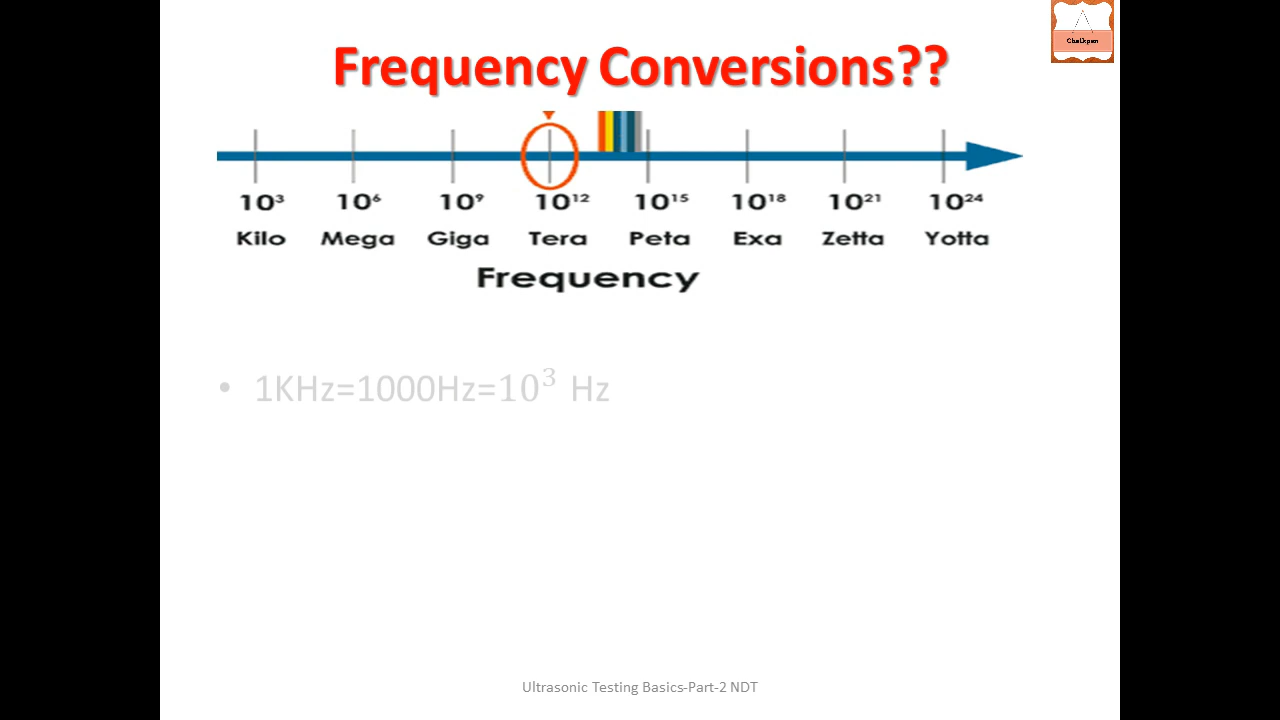 Chalkpen
Frequency Conversions??
10³ 10⁶ 10⁹ 10¹² 10¹⁵ 10¹⁸ 10²¹ 10²⁴
Kilo Mega Giga Tera Peta Exa Zetta Yotta
Frequency
• 1KHz=1000Hz=10³ Hz
Ultrasonic Testing Basics-Part-2 NDT